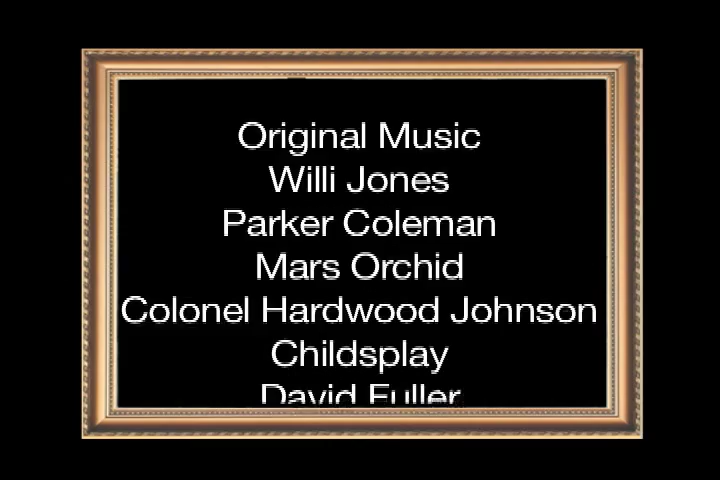 Original Music
Willi Jones
Parker Coleman
Mars Orchid
Colonel Hardwood Johnson
Childsplay
David Fuller